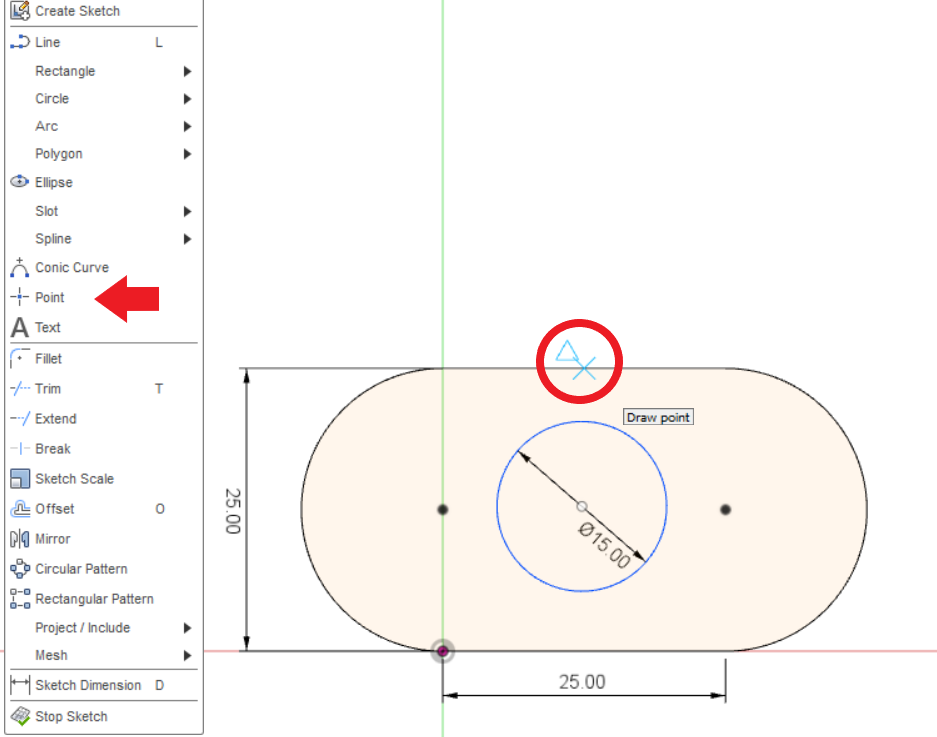 Create Sketch
Line L
Rectangle
Circle
Arc
Polygon
Ellipse
Slot
Spline
Conic Curve
Point
A Text
Fillet
Trim T
Extend
Break
Sketch Scale
Offset O
Mirror
Circular Pattern
Rectangular Pattern
Project / Include
Mesh
Sketch Dimension D
Stop Sketch
Draw point
25.00
Ø15.00
25.00